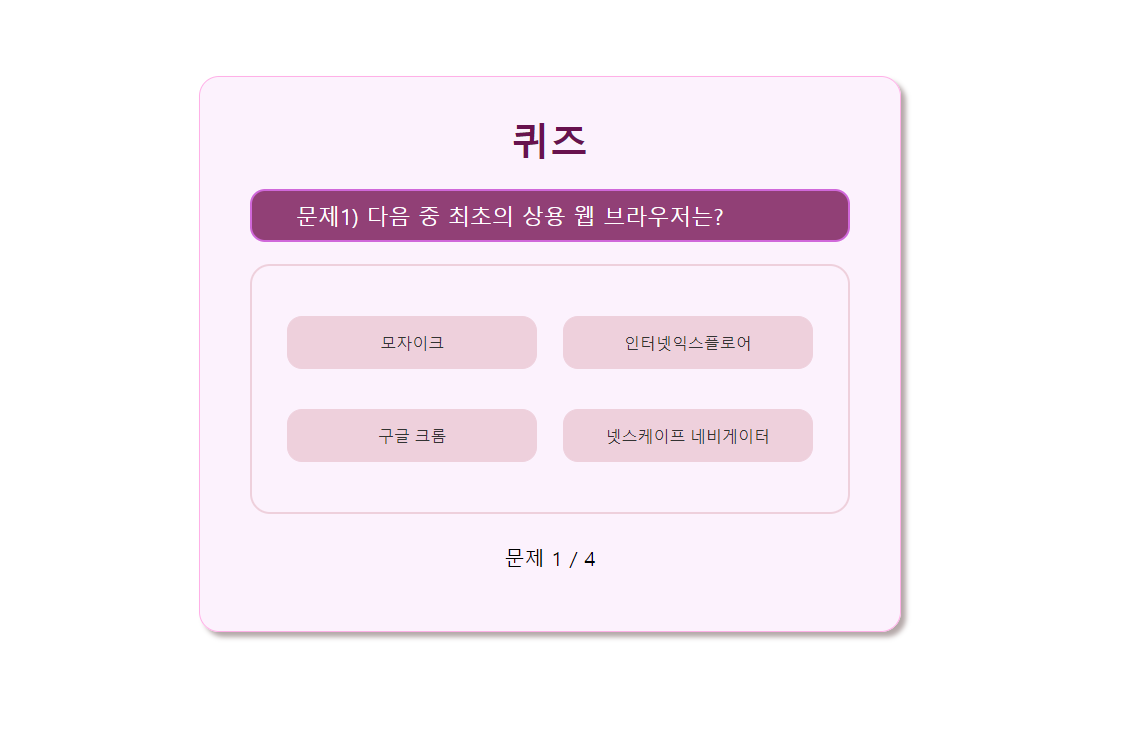 퀴즈
문제1) 다음 중 최초의 상용 웹 브라우저는?
모자이크
인터넷익스플로어
구글 크롬
넷스케이프 네비게이터
문제 1 / 4